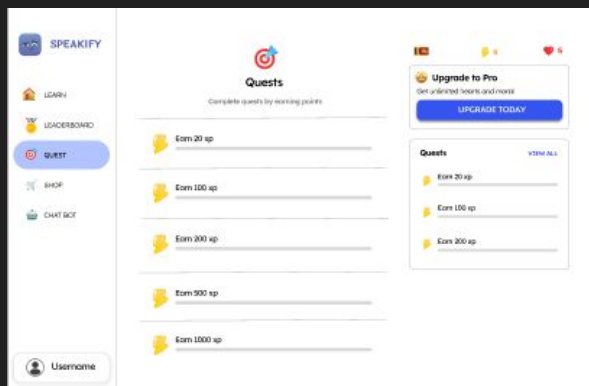 SPEAKIFY
LEARN
LEADERBOARD
QUEST
SHOP
CHAT BOT
Username
Quests
Complete quests by earning points
Earn 20 xp
Earn 100 xp
Earn 200 xp
Earn 500 xp
Earn 1000 xp
5
Upgrade to Pro
Get unlimited hearts and more!
UPGRADE TODAY
Quests
VIEW ALL
Earn 20 xp
Earn 100 xp
Earn 200 xp